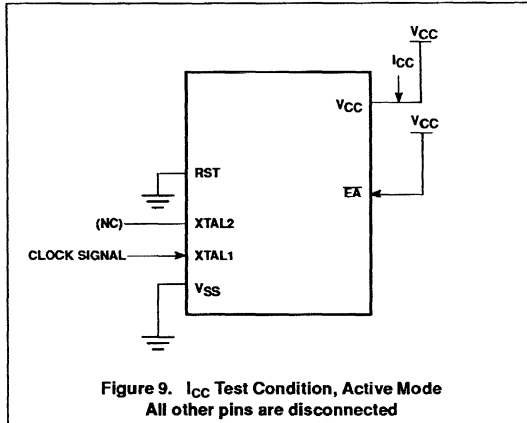 VCC
ICC
VCC
VCC
RST
EA
(NC)
XTAL2
CLOCK SIGNAL
XTAL1
VSS
Figure 9. ICC Test Condition, Active Mode
All other pins are disconnected